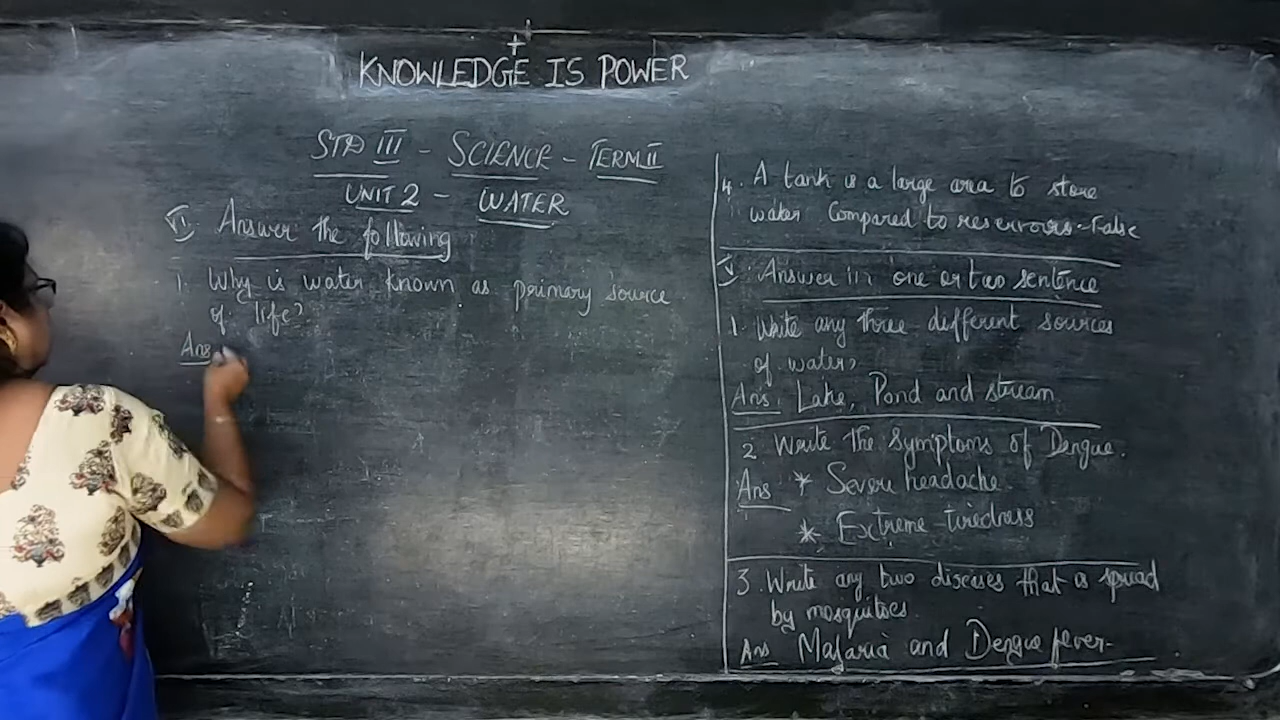 KNOWLEDGE IS POWER
STD III - SCIENCE - TERM II
UNIT 2 - WATER
VI. Answer the following
1. Why is water known as primary source
of life?
Ans
4. A tank is a large area to store
water compared to reservoirs - False
V. Answer in one or two sentence
1. Write any three different sources
of water?
Ans. Lake, Pond and stream
2. Write the symptoms of Dengue.
Ans * Severe headache
* Extreme tiredness
3. Write any two diseases that is spread
by mosquitoes.
Ans Malaria and Dengue fever-